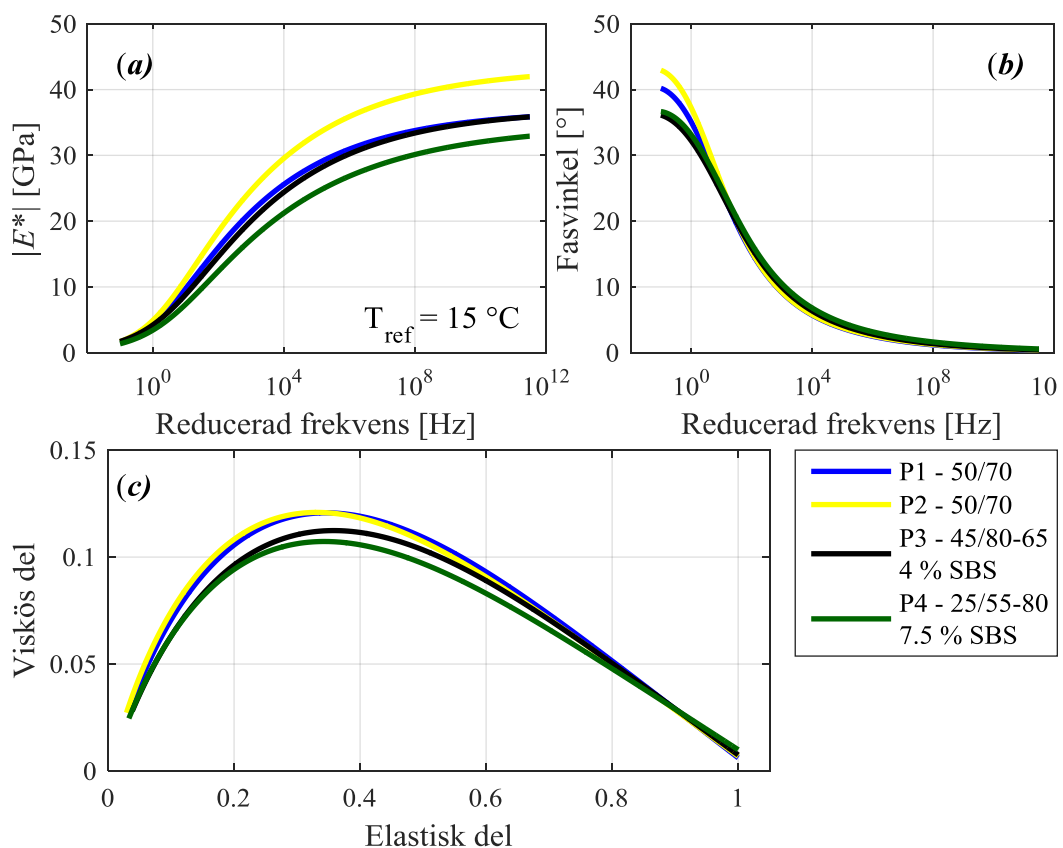 (a)
50
40
30
20
10
0
|E*| [GPa]
T_ref = 15 °C
10^0 10^4 10^8 10^12
Reducerad frekvens [Hz]
(b)
50
40
30
20
10
0
Fasvinkel [°]
10^0 10^4 10^8 10
Reducerad frekvens [Hz]
(c)
0.15
0.1
0.05
0
Viskös del
0 0.2 0.4 0.6 0.8 1
Elastisk del
P1 - 50/70
P2 - 50/70
P3 - 45/80-65
4 % SBS
P4 - 25/55-80
7.5 % SBS